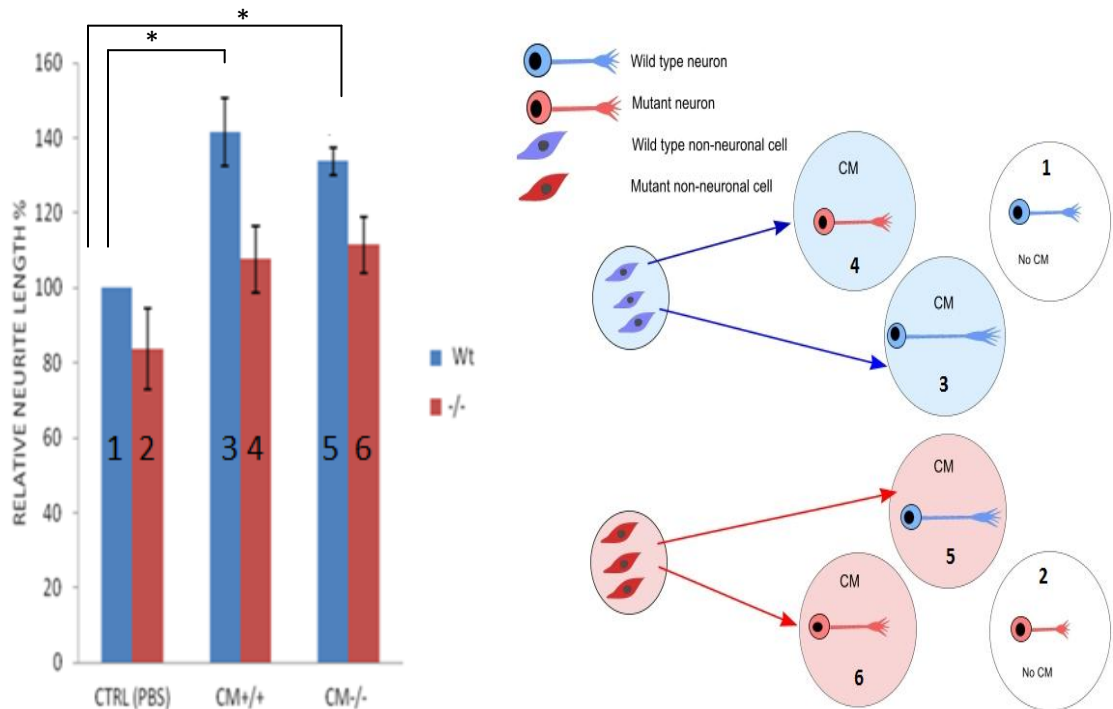 *
*
RELATIVE NEURITE LENGTH %
160
140
120
100
80
60
40
20
0
1 2 3 4 5 6
CTRL (PBS) CM+/+ CM-/-
Wt
-/-
Wild type neuron
Mutant neuron
Wild type non-neuronal cell
Mutant non-neuronal cell
CM
4
1
No CM
CM
3
CM
5
CM
6
2
No CM